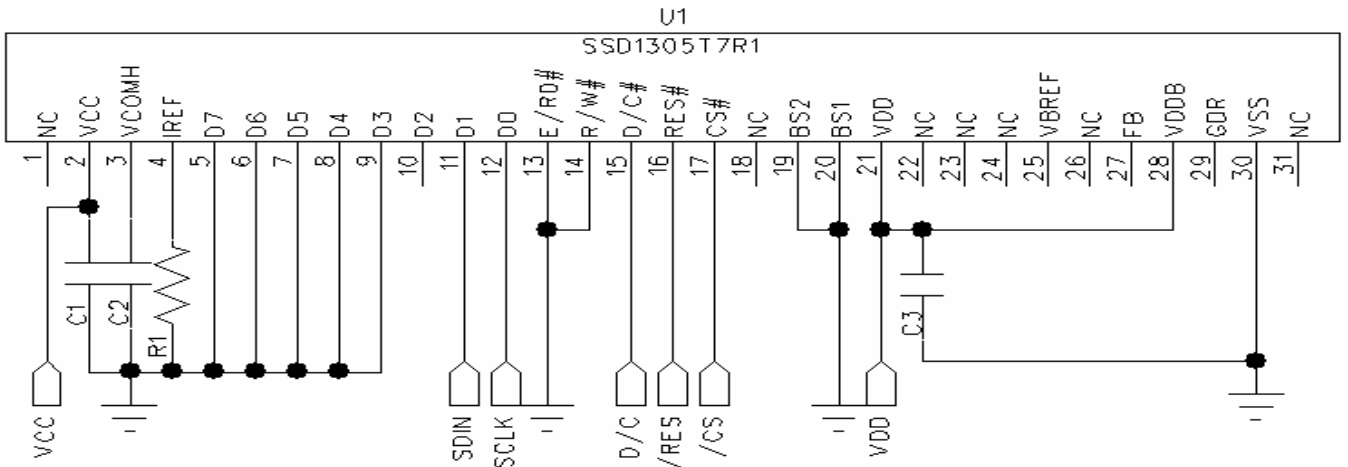 U1
SSD1305T7R1
NC
VCC
VCOMH
IREF
D7
D6
D5
D4
D3
D2
D1
D0
E/RD#
R/W#
D/C#
RES#
CS#
NC
BS2
BS1
VDD
NC
NC
NC
VBREF
NC
FB
VDDB
GDR
VSS
NC
1
2
3
4
5
6
7
8
9
10
11
12
13
14
15
16
17
18
19
20
21
22
23
24
25
26
27
28
29
30
31
C1
C2
R1
C3
VCC
SDIN
SCLK
D/C
/RES
/CS
VDD